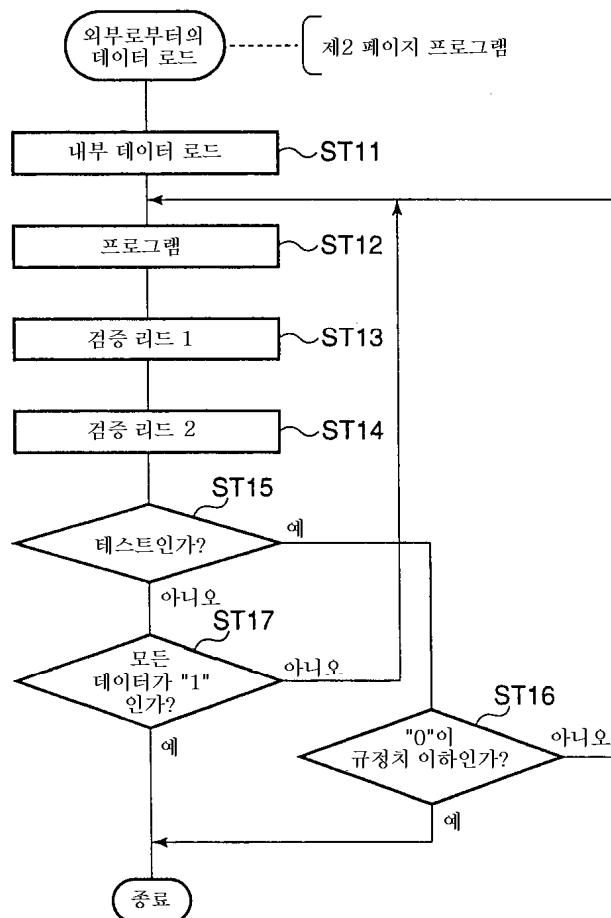 외부로부터의
데이터 로드
제2 페이지 프로그램
내부 데이터 로드
ST11
프로그램
ST12
검증 리드 1
ST13
검증 리드 2
ST14
ST15
테스트인가?
예
아니오
ST17
모든
데이터가 "1"
인가?
아니오
예
ST16
"0"이
규정치 이하인가?
아니오
예
종료